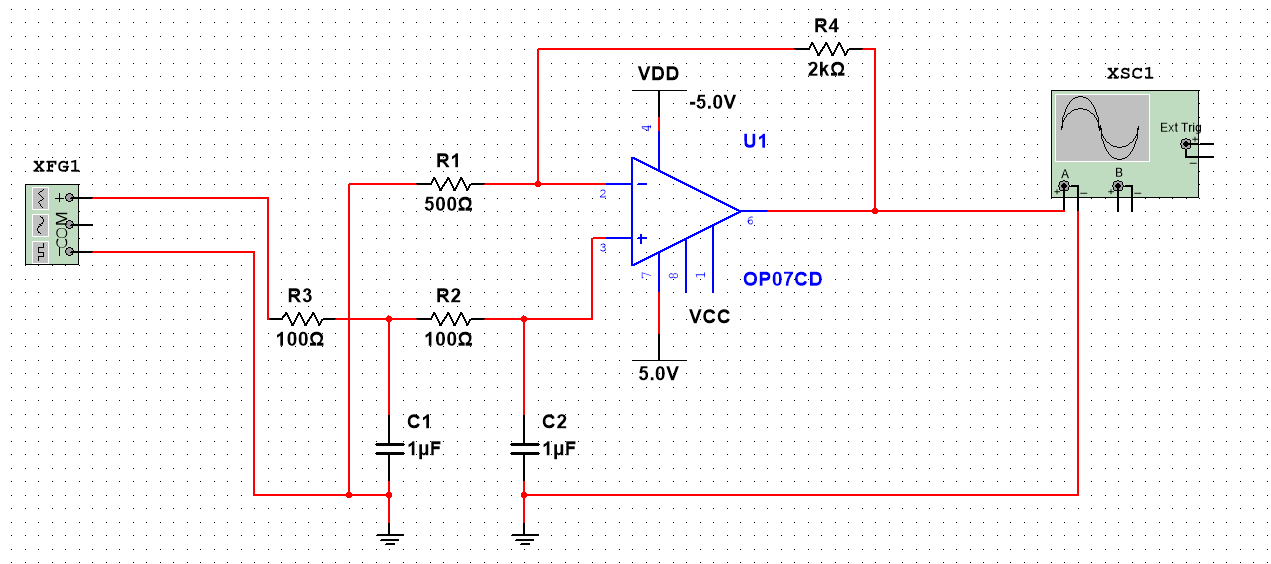 R4
2kΩ
VDD
-5.0V
XSC1
4
U1
Ext Trig
+
−
XFG1
R1
500Ω
2
−
A
B
+
−
+
−
+
COM
−
6
3
+
7
8
1
OP07CD
R3
100Ω
R2
100Ω
VCC
5.0V
C1
1µF
C2
1µF